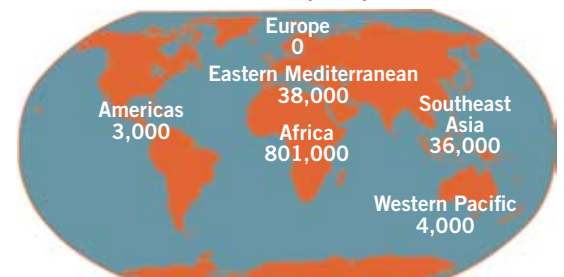 Europe
0
Eastern Mediterranean
38,000
Americas
3,000
Southeast
Asia
36,000
Africa
801,000
Western Pacific
4,000